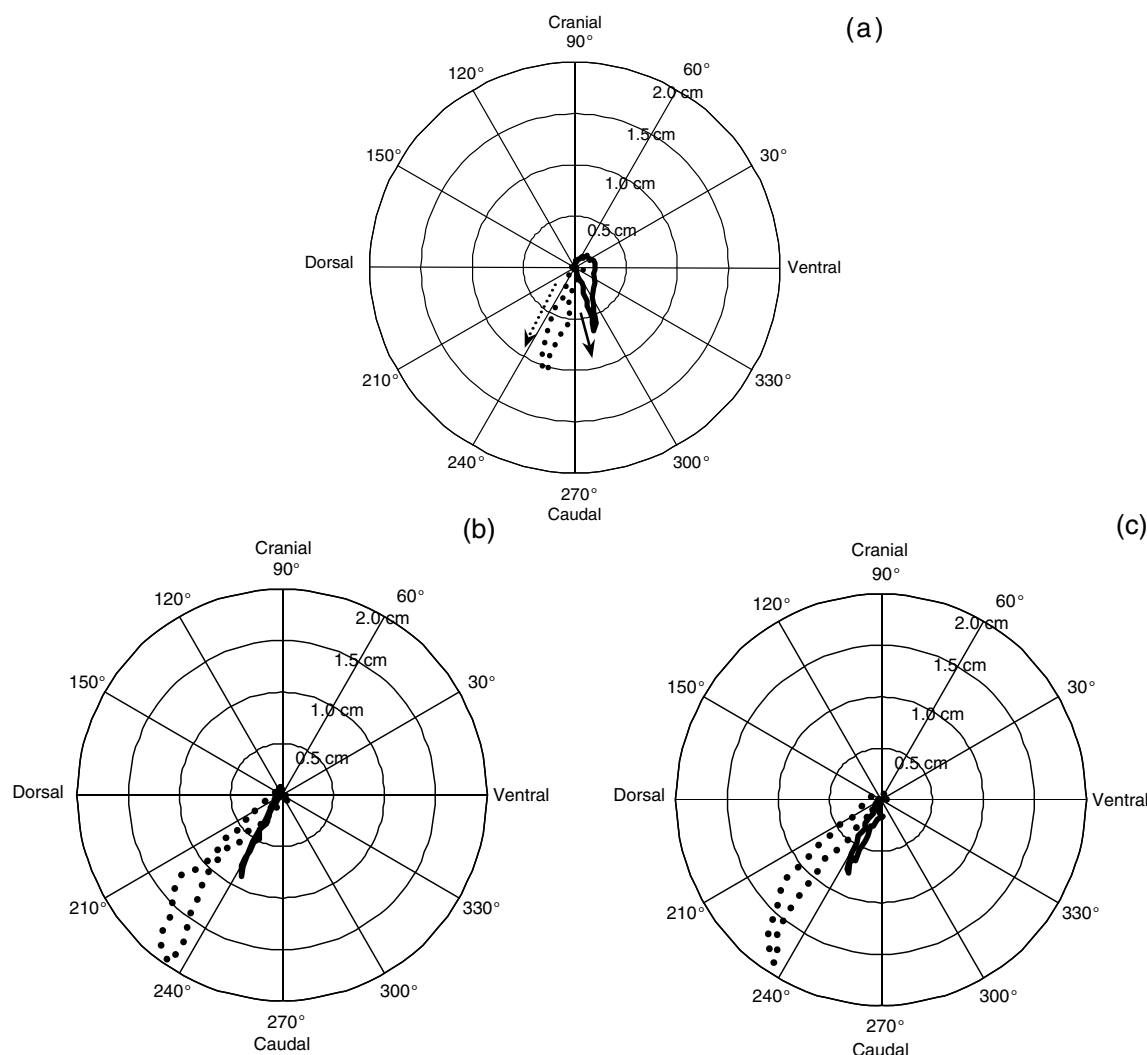 (a)
Cranial
90°
120°
60°
2.0 cm
1.5 cm
150°
30°
1.0 cm
0.5 cm
Dorsal
Ventral
210°
330°
240°
300°
270°
Caudal
(b)
Cranial
90°
120°
60°
2.0 cm
1.5 cm
150°
30°
1.0 cm
0.5 cm
Dorsal
Ventral
210°
330°
240°
300°
270°
Caudal
(c)
Cranial
90°
120°
60°
2.0 cm
1.5 cm
150°
30°
1.0 cm
0.5 cm
Dorsal
Ventral
210°
330°
240°
300°
270°
Caudal